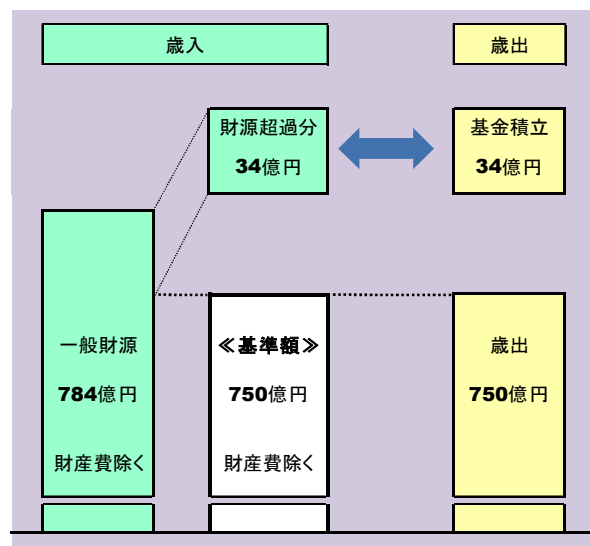 歳入
歳出
財源超過分
34億円
基金積立
34億円
一般財源
784億円
財産費除く
≪基準額≫
750億円
財産費除く
歳出
750億円